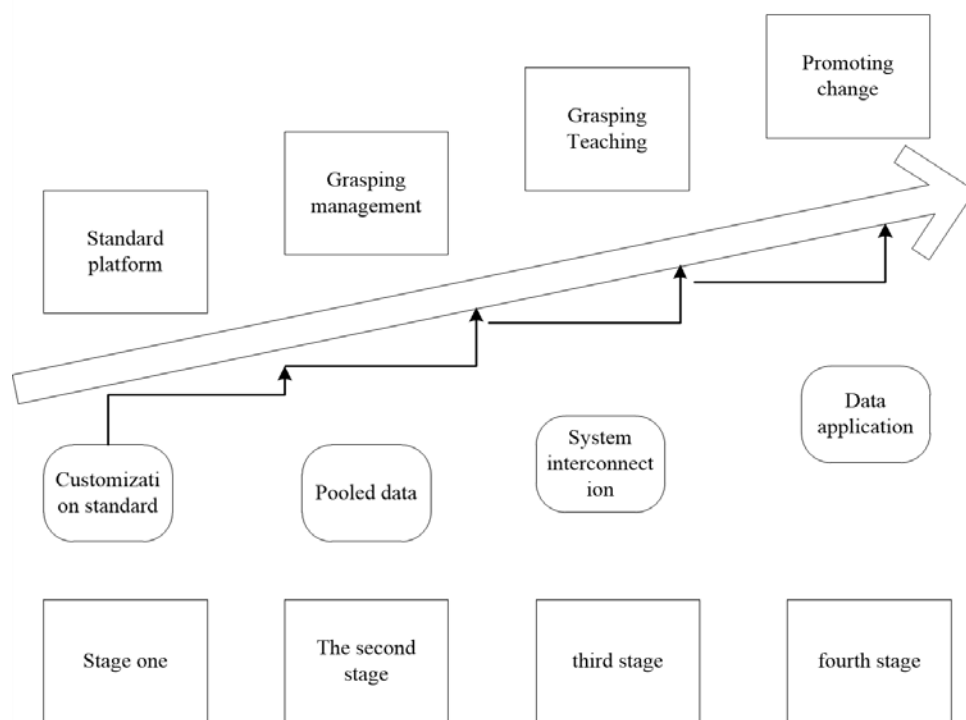 Promoting
change
Grasping
Teaching
Grasping
management
Standard
platform
Customizati
on standard
Pooled data
System
interconnect
ion
Data
application
Stage one
The second
stage
third stage
fourth stage